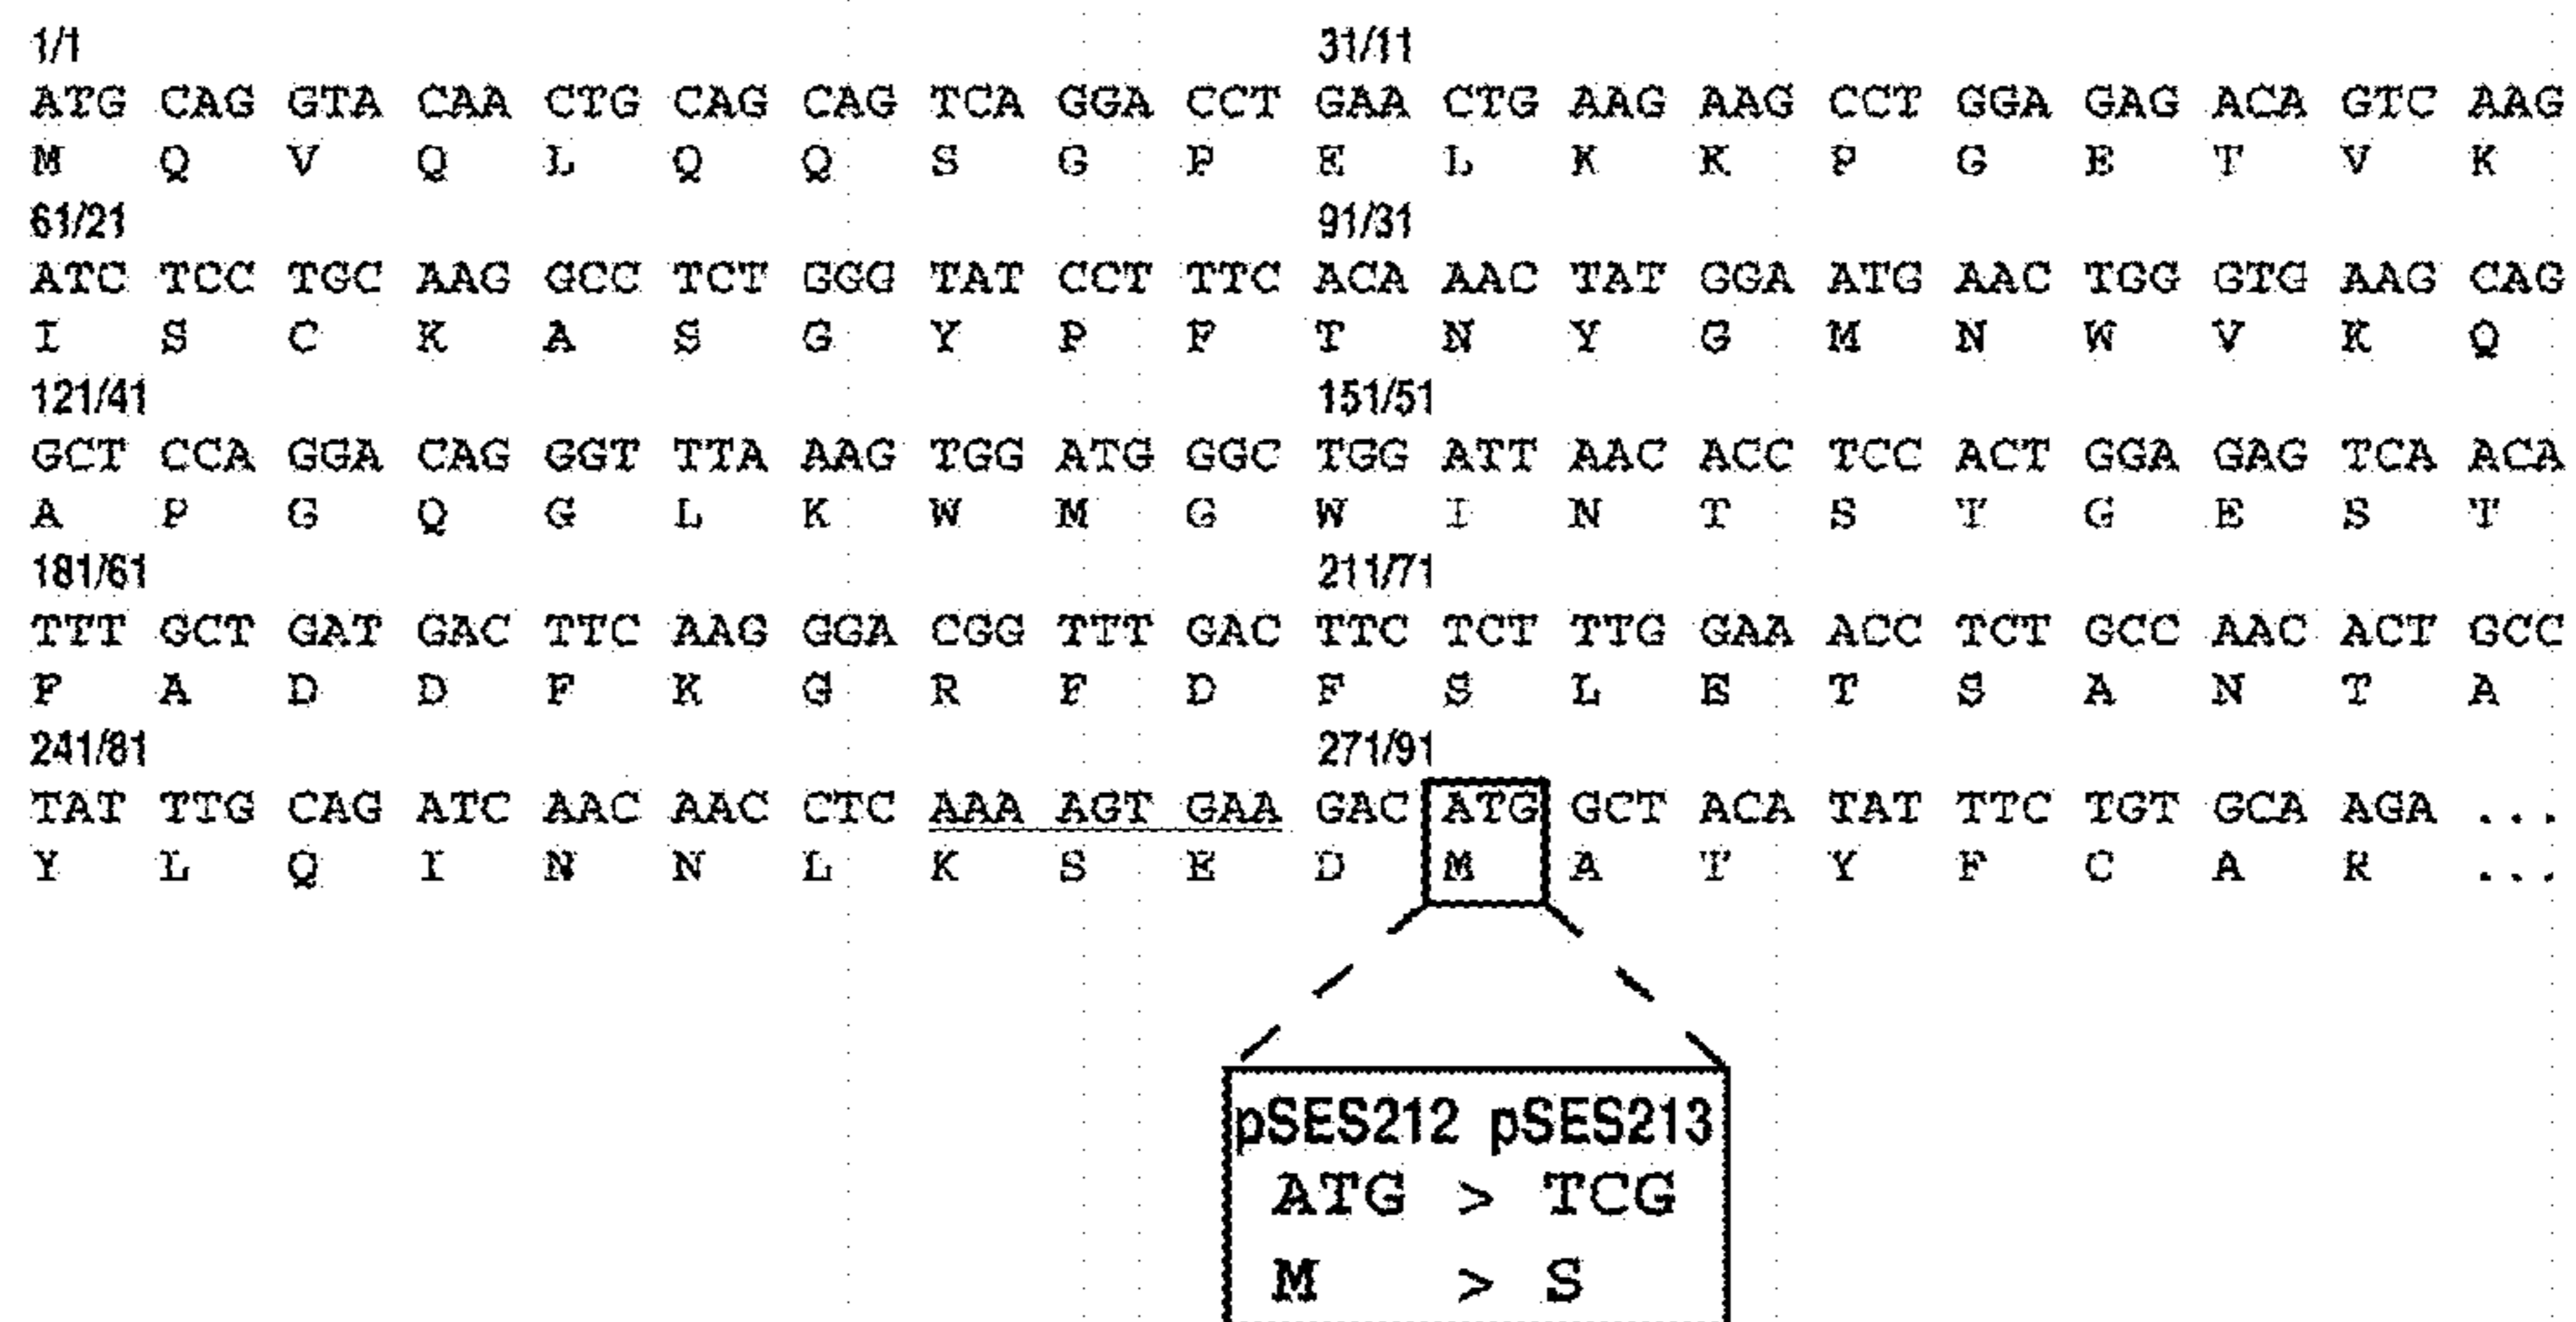 1/1 31/11
ATG CAG GTA CAA CTG CAG CAG TCA GGA CCT GAA CTG AAG AAG CCT GGA GAG ACA GTC AAG
M Q V Q L Q Q S G P E L K K P G E T V K
61/21 91/31
ATC TCC TGC AAG GCC TCT GGG TAT CCT TTC ACA AAC TAT GGA ATG AAC TGG GTG AAG CAG
I S C K A S G Y P F T N Y G M N W V K Q
121/41 151/51
GCT CCA GGA CAG GGT TTA AAG TGG ATG GGC TGG ATT AAC ACC TCC ACT GGA GAG TCA ACA
A P G Q G L K W M G W I N T S T G E S T
181/61 211/71
TTT GCT GAT GAC TTC AAG GGA CGG TTT GAC TTC TCT TTG GAA ACC TCT GCC AAC ACT GCC
F A D D F K G R F D F S L E T S A N T A
241/81 271/91
TAT TTG CAG ATC AAC AAC CTC AAA AGT GAA GAC ATG GCT ACA TAT TTC TGT GCA AGA ...
Y L Q I N N L K S E D M A T Y F C A R ...
pSES212 pSES213
ATG > TCG
M > S